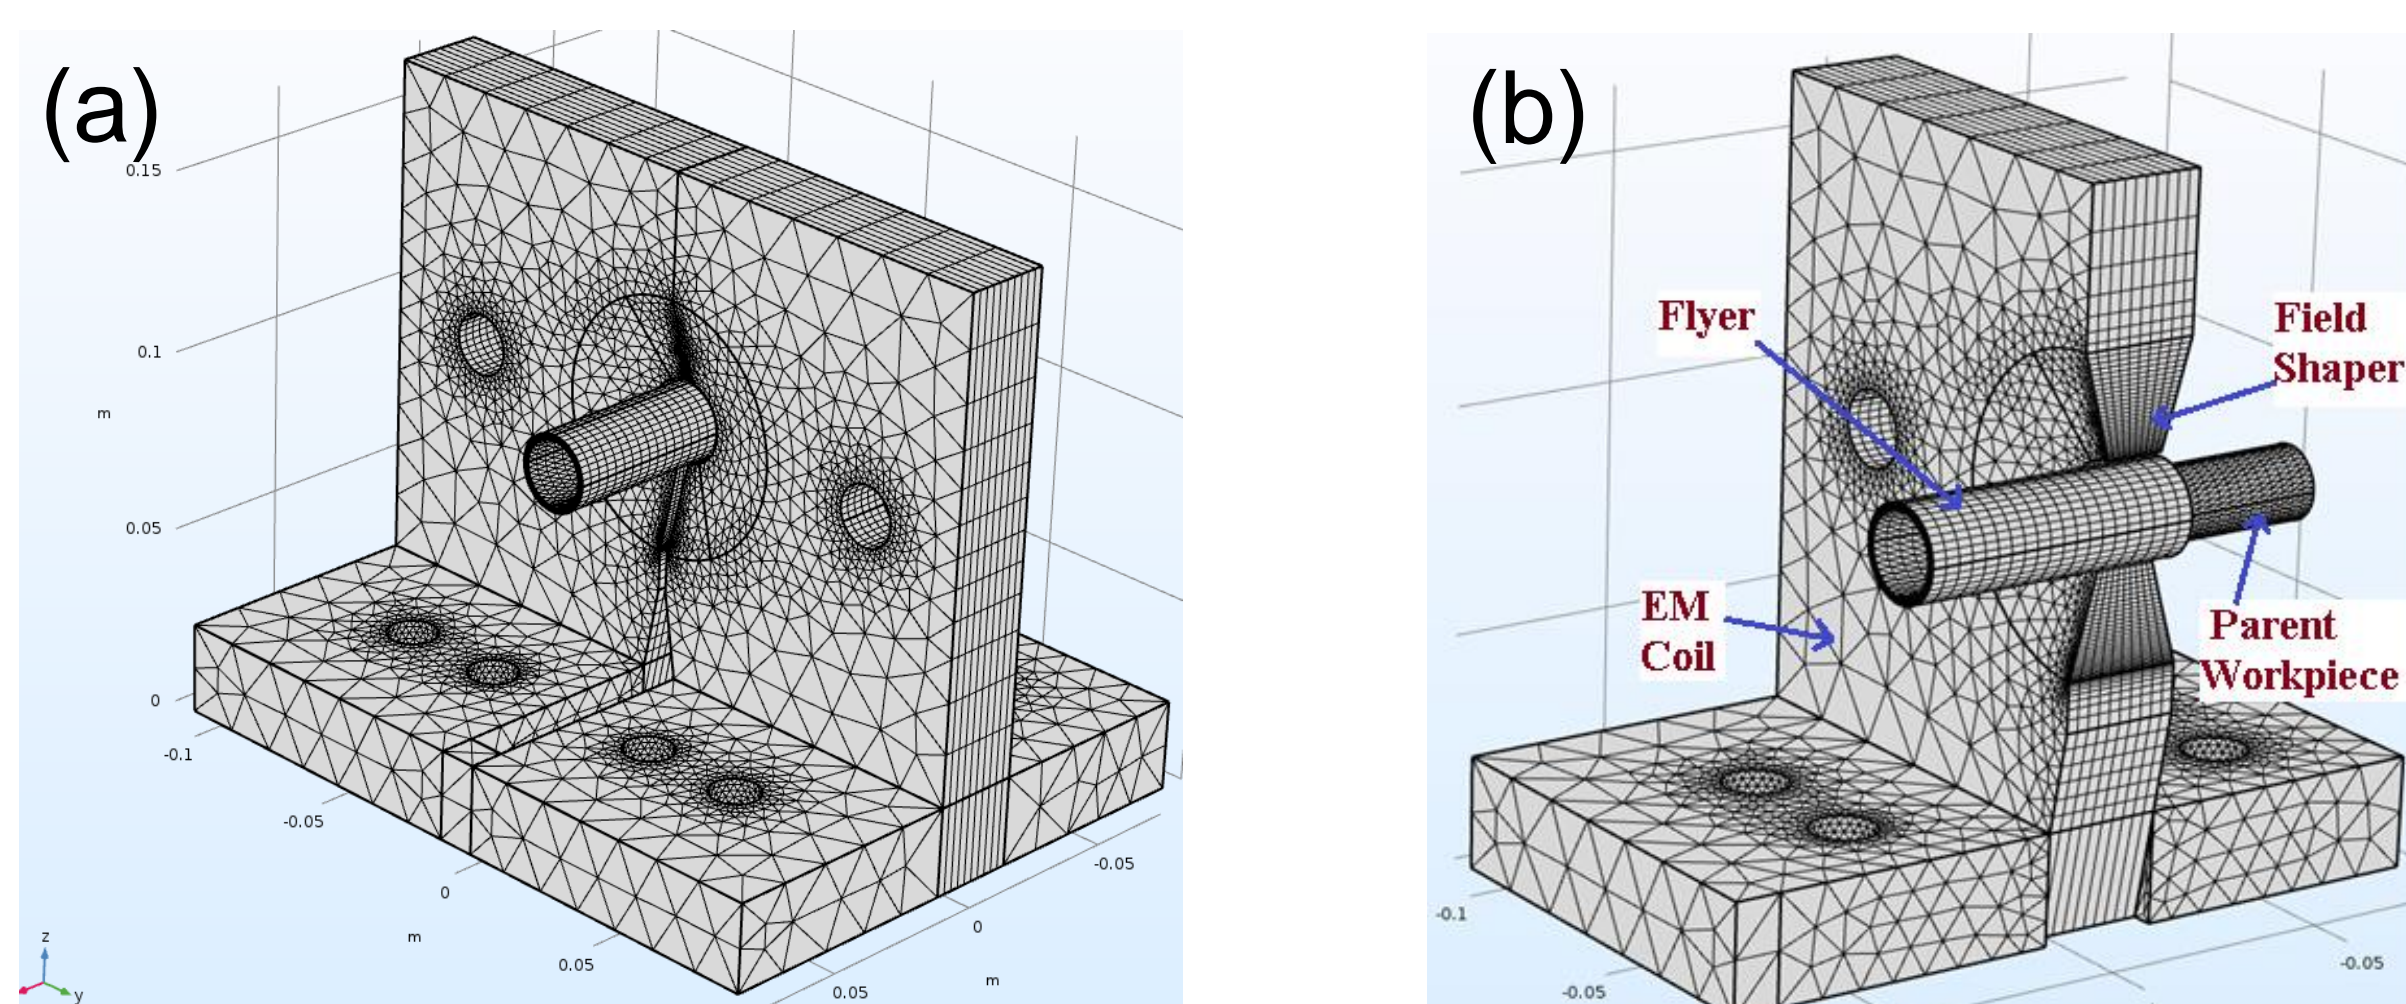 (a)
0.15
0.1
m
0.05
0
-0.1
-0.05
0
m
0.05
0.05
m
0
-0.05
z
y
(b)
Flyer
Field
Shaper
EM
Coil
Parent
Workpiece
-0.1
-0.05
-0.05